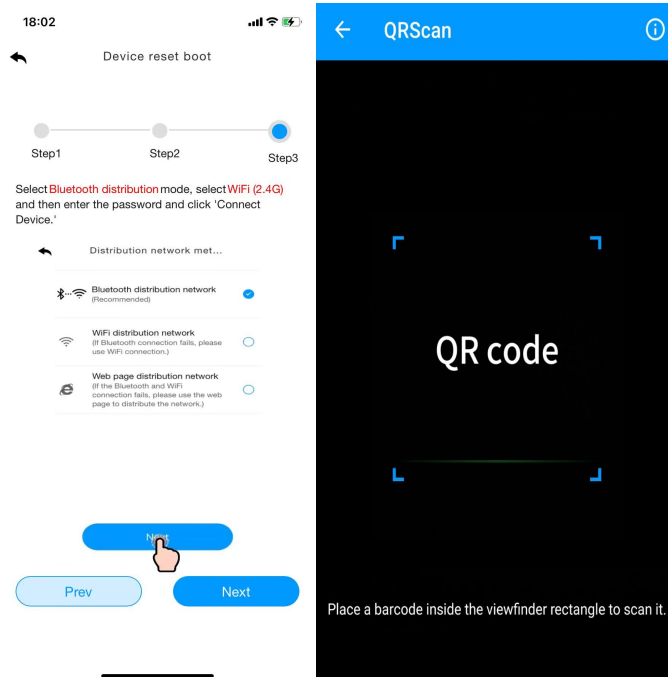 18:02
Device reset boot
Step1
Step2
Step3
Select Bluetooth distribution mode, select WiFi (2.4G)
and then enter the password and click 'Connect
Device.'
Distribution network met...
Bluetooth distribution network
(Recommended)
WiFi distribution network
(If Bluetooth connection fails, please
use WiFi connection.)
Web page distribution network
(If the Bluetooth and WiFi
connection fails, please use the web
page to distribute the network.)
Next
Prev
Next
QRScan
QR code
Place a barcode inside the viewfinder rectangle to scan it.